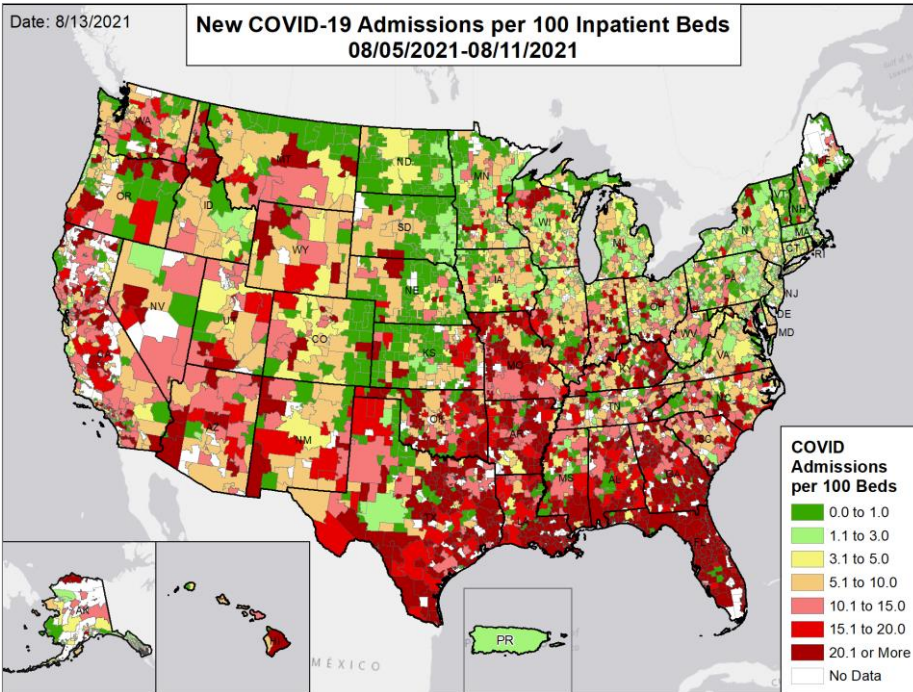 Date: 8/13/2021
New COVID-19 Admissions per 100 Inpatient Beds
08/05/2021-08/11/2021
WA
MT
ND
MN
ME
OR
ID
SD
WI
VT
NH
NY
MA
WY
MI
CT
RI
NE
IA
PA
NJ
NV
UT
OH
DE
MD
CO
WV
KS
MO
VA
CA
KY
OK
TN
NC
AZ
NM
AR
SC
MS
AL
GA
TX
LA
FL
AK
PR
MÉXICO
COVID
Admissions
per 100 Beds
0.0 to 1.0
1.1 to 3.0
3.1 to 5.0
5.1 to 10.0
10.1 to 15.0
15.1 to 20.0
20.1 or More
No Data